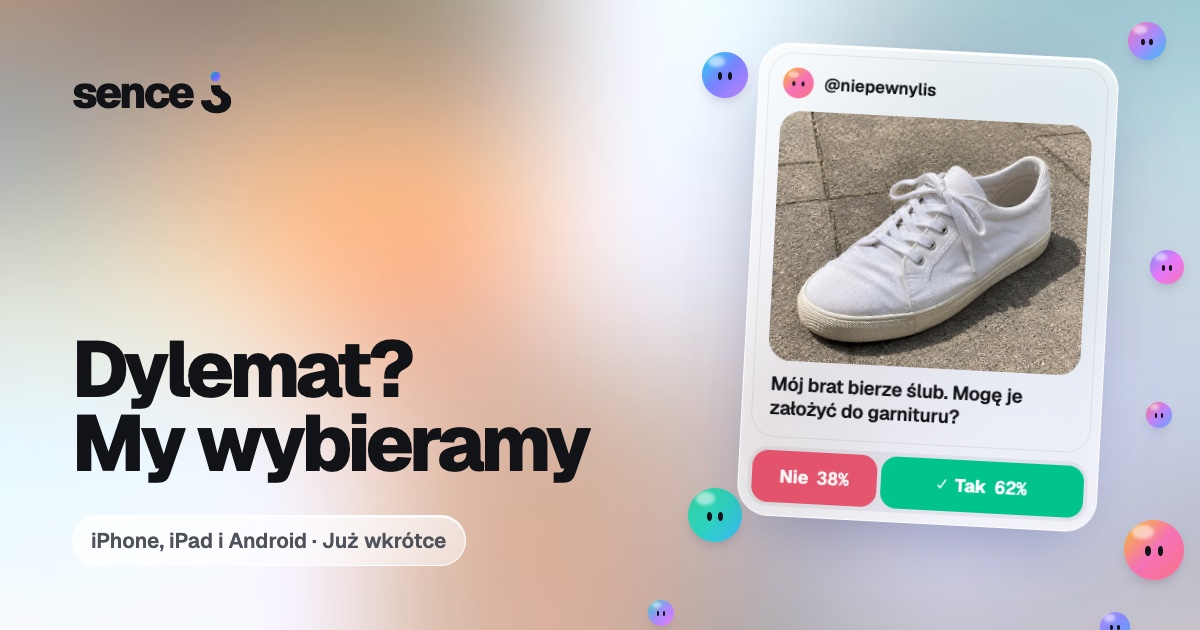 sence
Dylemat?
My wybieramy
iPhone, iPad i Android · Już wkrótce
@niepewnylis
Mój brat bierze ślub. Mogę je
założyć do garnituru?
Nie 38%
✓ Tak 62%